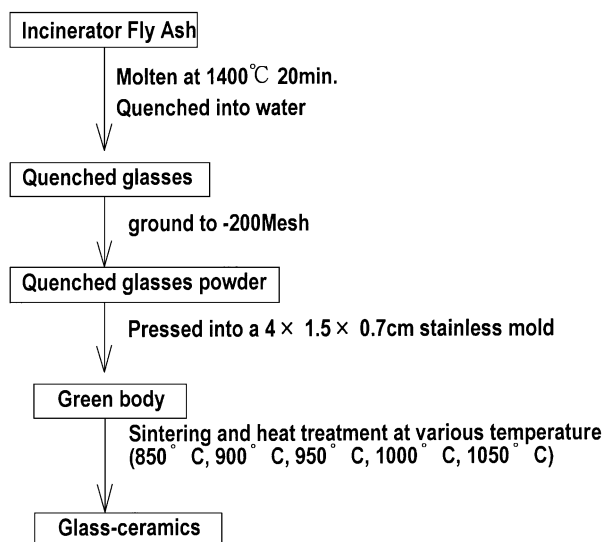 Incinerator Fly Ash
Molten at 1400℃ 20min.
Quenched into water
Quenched glasses
ground to -200Mesh
Quenched glasses powder
Pressed into a 4× 1.5× 0.7cm stainless mold
Green body
Sintering and heat treatment at various temperature
(850° C, 900° C, 950° C, 1000° C, 1050° C)
Glass-ceramics